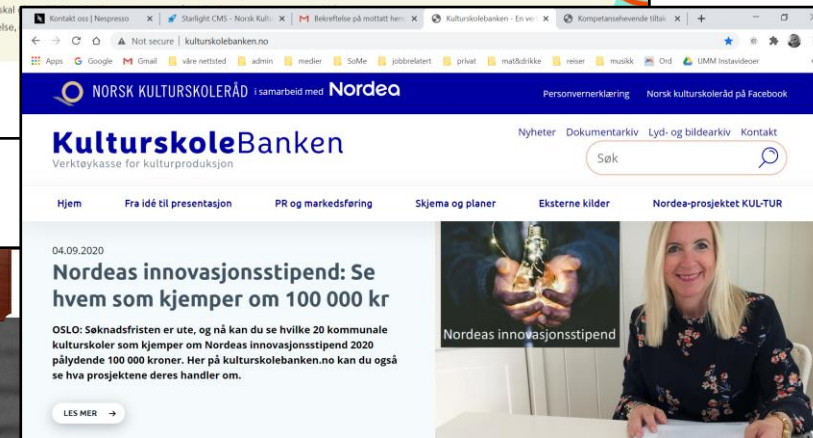 skal
else,
Kontakt oss | Nespresso
Starlight CMS - Norsk Kultu
M Bekreftelse på mottatt hen
Kulturskolebanken - En ver
Kompetansehevende tiltak
Not secure | kulturskolebanken.no
Apps
Google
Gmail
våre nettsted
admin
medier
SoMe
jobbrelatert
privat
mat&drikke
reiser
musikk
Ord
UMM Instavideoer
NORSK KULTURSKOLERÅD i samarbeid med Nordea
Personvernerklæring
Norsk kulturskoleråd på Facebook
KulturskoleBanken
Verktøykasse for kulturproduksjon
Nyheter
Dokumentarkiv
Lyd- og bildearkiv
Kontakt
Søk
Hjem
Fra idé til presentasjon
PR og markedsføring
Skjema og planer
Eksterne kilder
Nordea-prosjektet KUL-TUR
04.09.2020
Nordeas innovasjonsstipend: Se
hvem som kjemper om 100 000 kr
OSLO: Søknadsfristen er ute, og nå kan du se hvilke 20 kommunale
kulturskoler som kjemper om Nordeas innovasjonsstipend 2020
pålydende 100 000 kroner. Her på kulturskolebanken.no kan du også
se hva prosjektene deres handler om.
LES MER →
Nordeas innovasjonsstipend